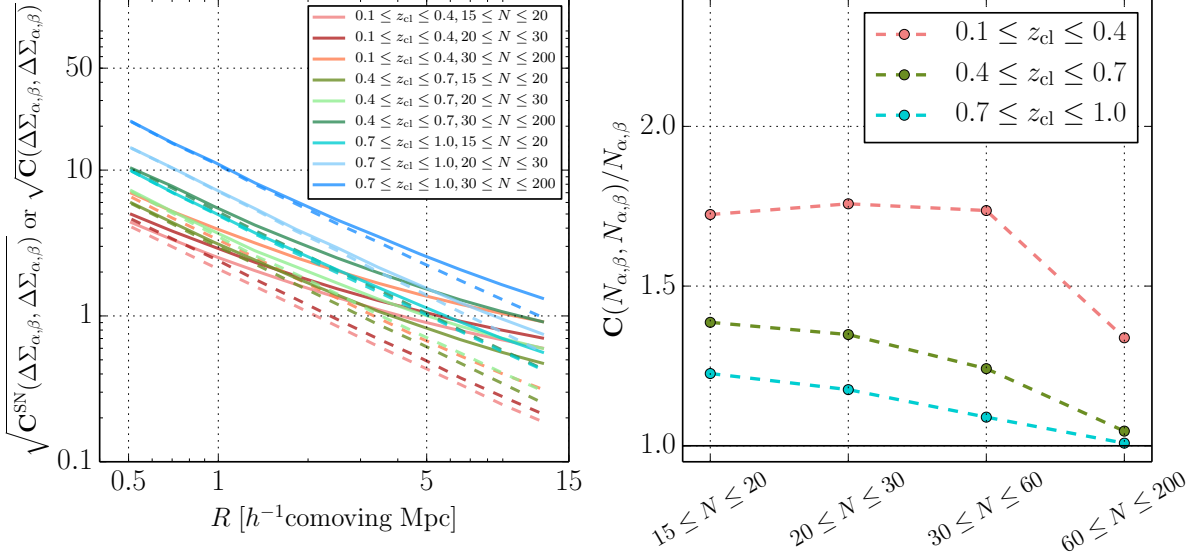 √C^SN(ΔΣ_α,β, ΔΣ_α,β) or √C(ΔΣ_α,β, ΔΣ_α,β)
50
10
5
1
0.1
0.1 ≤ z_cl ≤ 0.4, 15 ≤ N ≤ 20
0.1 ≤ z_cl ≤ 0.4, 20 ≤ N ≤ 30
0.1 ≤ z_cl ≤ 0.4, 30 ≤ N ≤ 200
0.4 ≤ z_cl ≤ 0.7, 15 ≤ N ≤ 20
0.4 ≤ z_cl ≤ 0.7, 20 ≤ N ≤ 30
0.4 ≤ z_cl ≤ 0.7, 30 ≤ N ≤ 200
0.7 ≤ z_cl ≤ 1.0, 15 ≤ N ≤ 20
0.7 ≤ z_cl ≤ 1.0, 20 ≤ N ≤ 30
0.7 ≤ z_cl ≤ 1.0, 30 ≤ N ≤ 200
0.5 1 5 15
R [h⁻¹comoving Mpc]
C(N_α,β, N_α,β)/N_α,β
2.0
1.5
1.0
0.1 ≤ z_cl ≤ 0.4
0.4 ≤ z_cl ≤ 0.7
0.7 ≤ z_cl ≤ 1.0
15 ≤ N ≤ 20
20 ≤ N ≤ 30
30 ≤ N ≤ 60
60 ≤ N ≤ 200